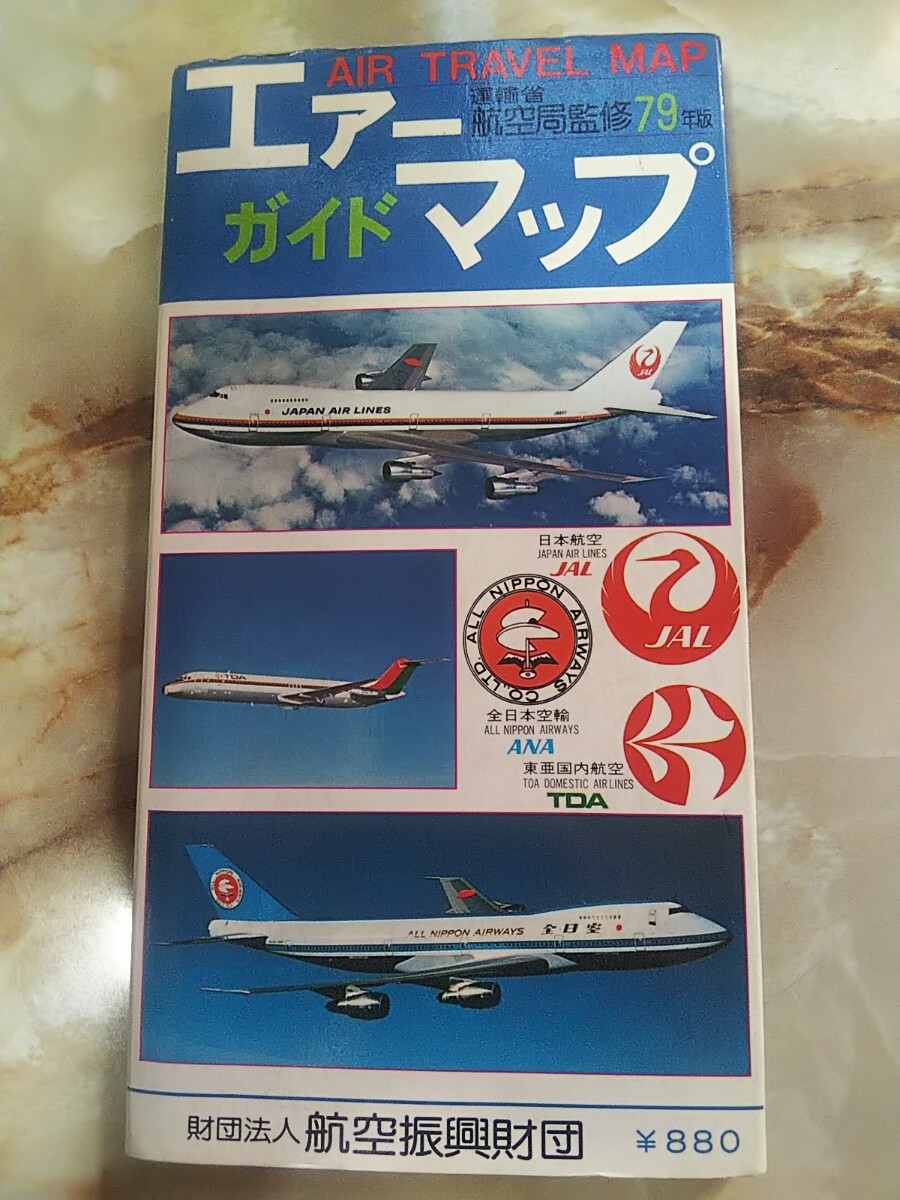 AIR TRAVEL MAP
エアー
運輸省
航空局監修79年版
ガイド
マップ
JAL
JAPAN AIR LINES
TDA
日本航空
JAPAN AIR LINES
JAL
JAL
ALL NIPPON AIRWAYS CO.,LTD.
全日本空輸
ALL NIPPON AIRWAYS
ANA
東亜国内航空
TOA DOMESTIC AIRLINES
TDA
ALL NIPPON AIRWAYS 全日空
財団法人 航空振興財団 ¥880